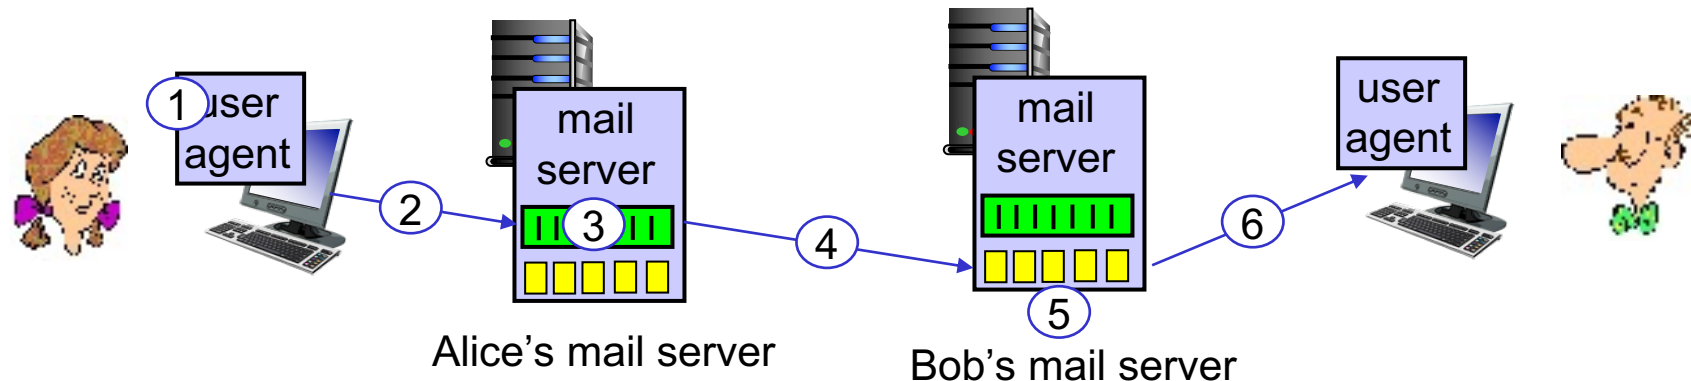 1
user
agent
2
mail
server
3
Alice's mail server
4
mail
server
5
Bob's mail server
6
user
agent